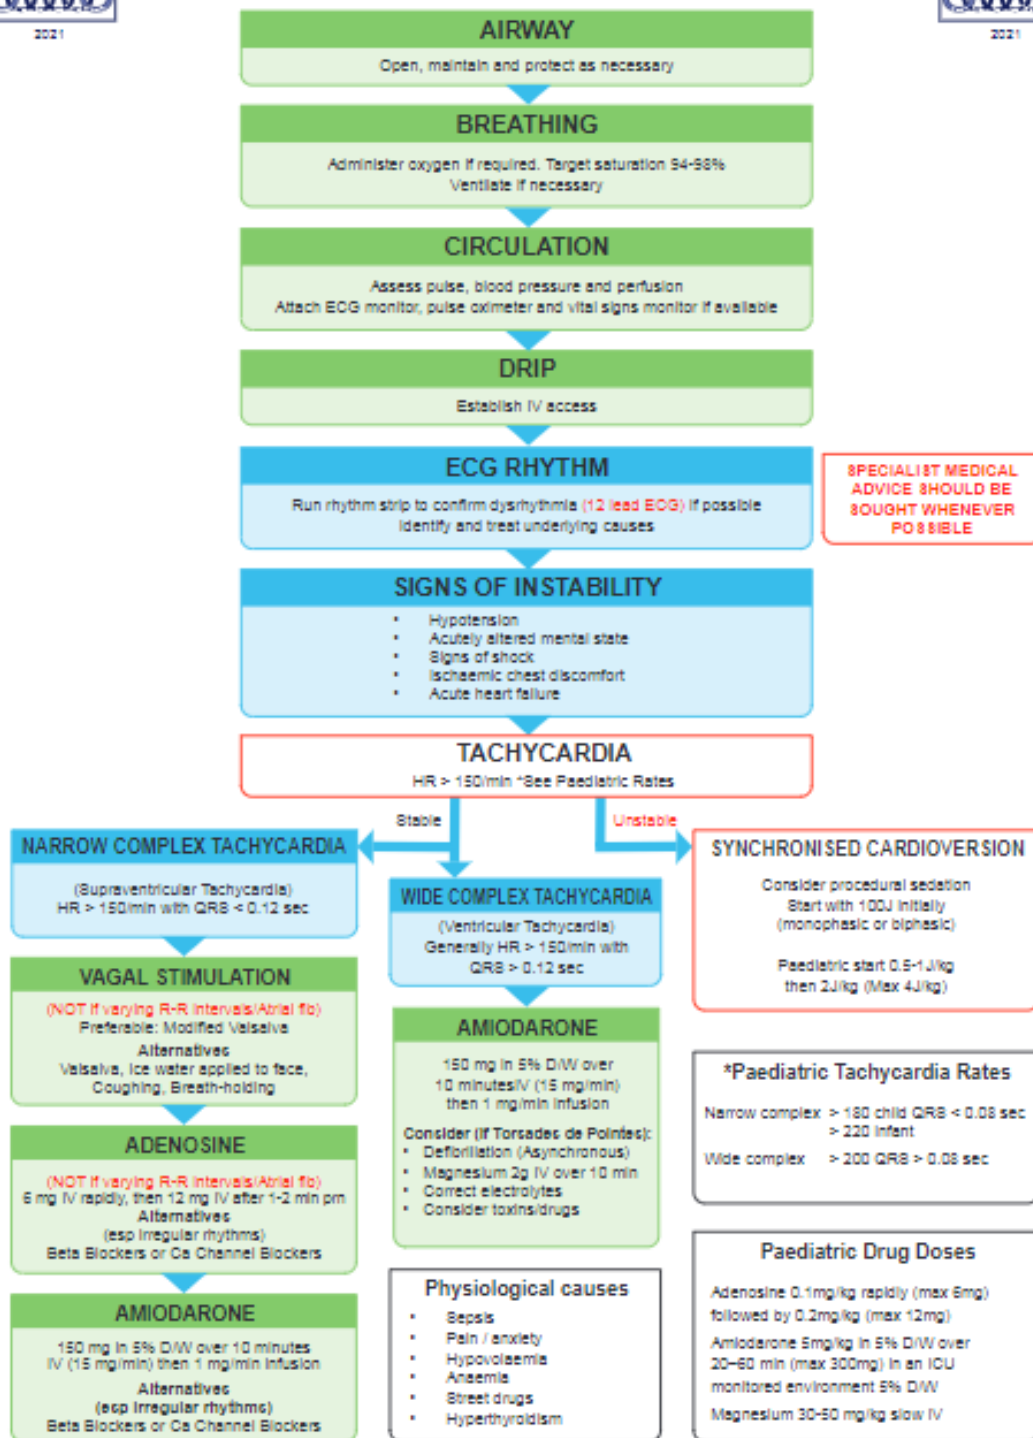 2021
2021
AIRWAY
Open, maintain and protect as necessary
BREATHING
Administer oxygen if required. Target saturation 94-98%
Ventilate if necessary
CIRCULATION
Assess pulse, blood pressure and perfusion
Attach ECG monitor, pulse oximeter and vital signs monitor if available
DRIP
Establish IV access
ECG RHYTHM
Run rhythm strip to confirm dysrhythmia (12 lead ECG) if possible
Identify and treat underlying causes
SPECIALIST MEDICAL
ADVICE SHOULD BE
SOUGHT WHENEVER
POSSIBLE
SIGNS OF INSTABILITY
• Hypotension
• Acutely altered mental state
• Signs of shock
• Ischaemic chest discomfort
• Acute heart failure
TACHYCARDIA
HR > 150/min *See Paediatric Rates
Stable
Unstable
NARROW COMPLEX TACHYCARDIA
(Supraventricular Tachycardia)
HR > 150/min with QRS < 0.12 sec
VAGAL STIMULATION
(NOT if varying R-R Intervals/Atrial fib)
Preferable: Modified Valsalva
Alternatives
Valsalva, Ice water applied to face,
Coughing, Breath-holding
ADENOSINE
(NOT if varying R-R Intervals/Atrial fib)
6 mg IV rapidly, then 12 mg IV after 1-2 min prn
Alternatives
(esp irregular rhythms)
Beta Blockers or Ca Channel Blockers
AMIODARONE
150 mg in 5% D/W over 10 minutes
IV (15 mg/min) then 1 mg/min infusion
Alternatives
(esp irregular rhythms)
Beta Blockers or Ca Channel Blockers
WIDE COMPLEX TACHYCARDIA
(Ventricular Tachycardia)
Generally HR > 150/min with
QRS > 0.12 sec
AMIODARONE
150 mg in 5% D/W over
10 minutesIV (15 mg/min)
then 1 mg/min infusion
Consider (if Torsades de Pointes):
• Defibrillation (Asynchronous)
• Magnesium 2g IV over 10 min
• Correct electrolytes
• Consider toxins/drugs
Physiological causes
• Sepsis
• Pain / anxiety
• Hypovolaemia
• Anaemia
• Street drugs
• Hyperthyroidism
SYNCHRONISED CARDIOVERSION
Consider procedural sedation
Start with 100J initially
(monophasic or biphasic)
Paediatric start 0.5-1J/kg
then 2J/kg (Max 4J/kg)
*Paediatric Tachycardia Rates
Narrow complex > 180 child QRS < 0.08 sec
> 220 infant
Wide complex > 200 QRS > 0.08 sec
Paediatric Drug Doses
Adenosine 0.1mg/kg rapidly (max 6mg)
followed by 0.2mg/kg (max 12mg)
Amiodarone 5mg/kg in 5% D/W over
20–60 min (max 300mg) in an ICU
monitored environment 5% D/W
Magnesium 30-50 mg/kg slow IV